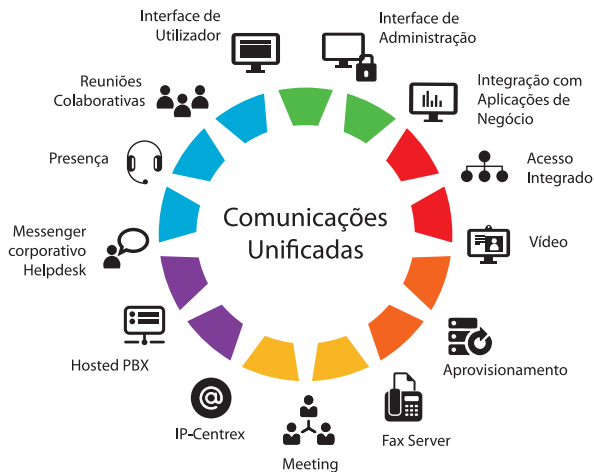 Interface de
Utilizador
Interface de
Administração
Reuniões
Colaborativas
Integração com
Aplicações de
Negócio
Presença
Acesso
Integrado
Comunicações
Unificadas
Messenger
corporativo
Helpdesk
Vídeo
Hosted PBX
Aprovisionamento
@
IP-Centrex
Fax Server
Meeting